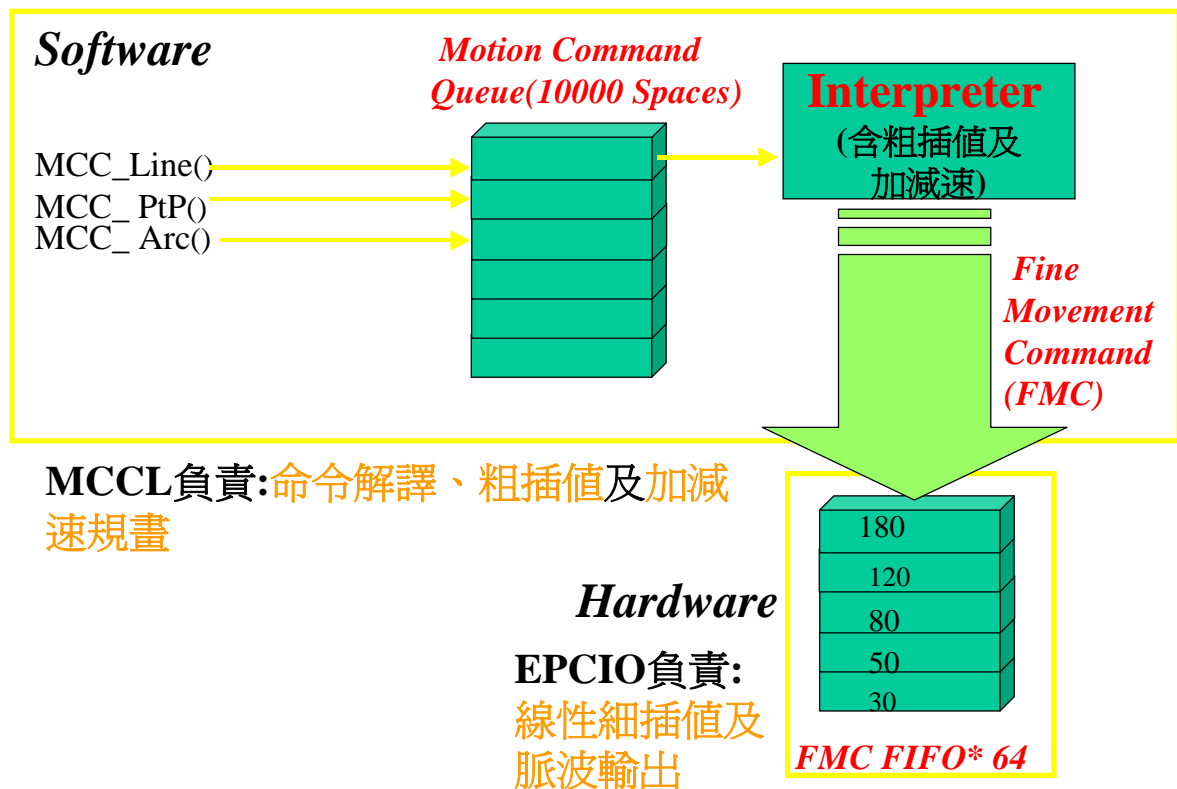 Software
Motion Command
Queue(10000 Spaces)
Interpreter
(含粗插值及
加減速)
MCC_Line()
MCC_ PtP()
MCC_ Arc()
Fine
Movement
Command
(FMC)
MCCL負責:命令解譯、粗插值及加減
速規畫
180
120
80
50
30
Hardware
EPCIO負責:
線性細插值及
脈波輸出
FMC FIFO* 64